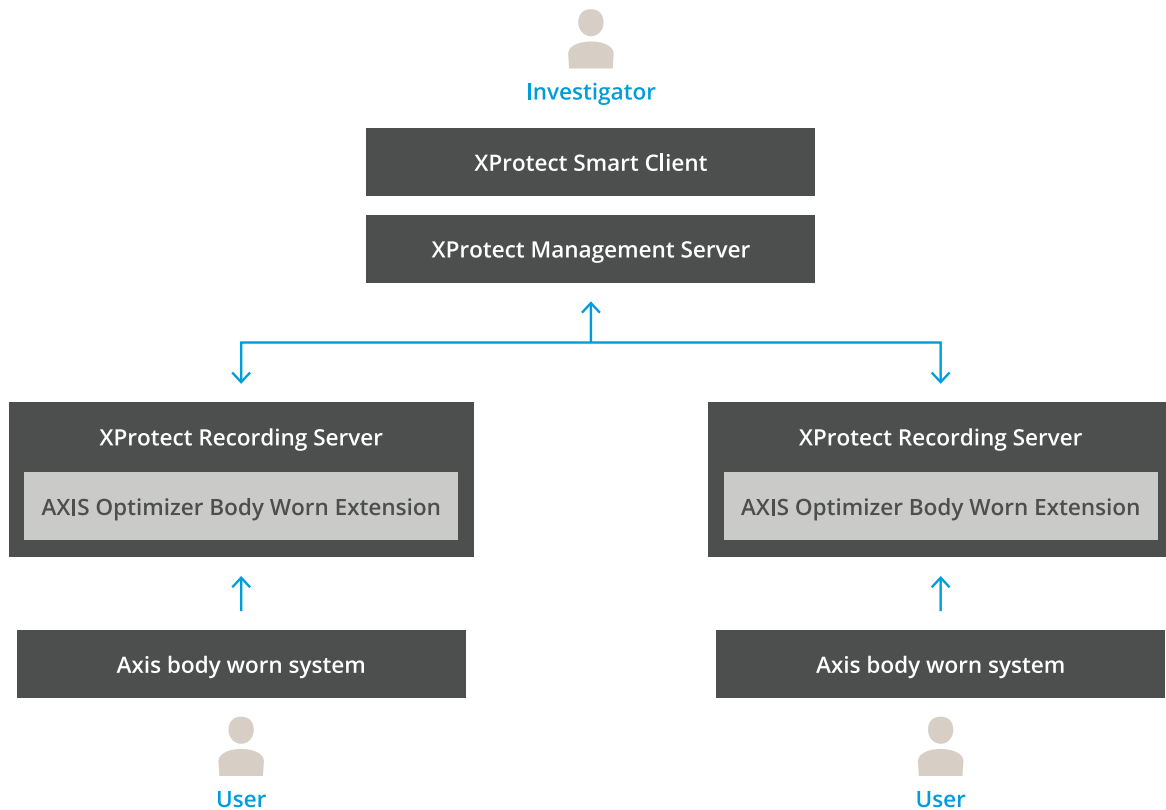 Investigator
XProtect Smart Client
XProtect Management Server
XProtect Recording Server
AXIS Optimizer Body Worn Extension
XProtect Recording Server
AXIS Optimizer Body Worn Extension
Axis body worn system
Axis body worn system
User
User